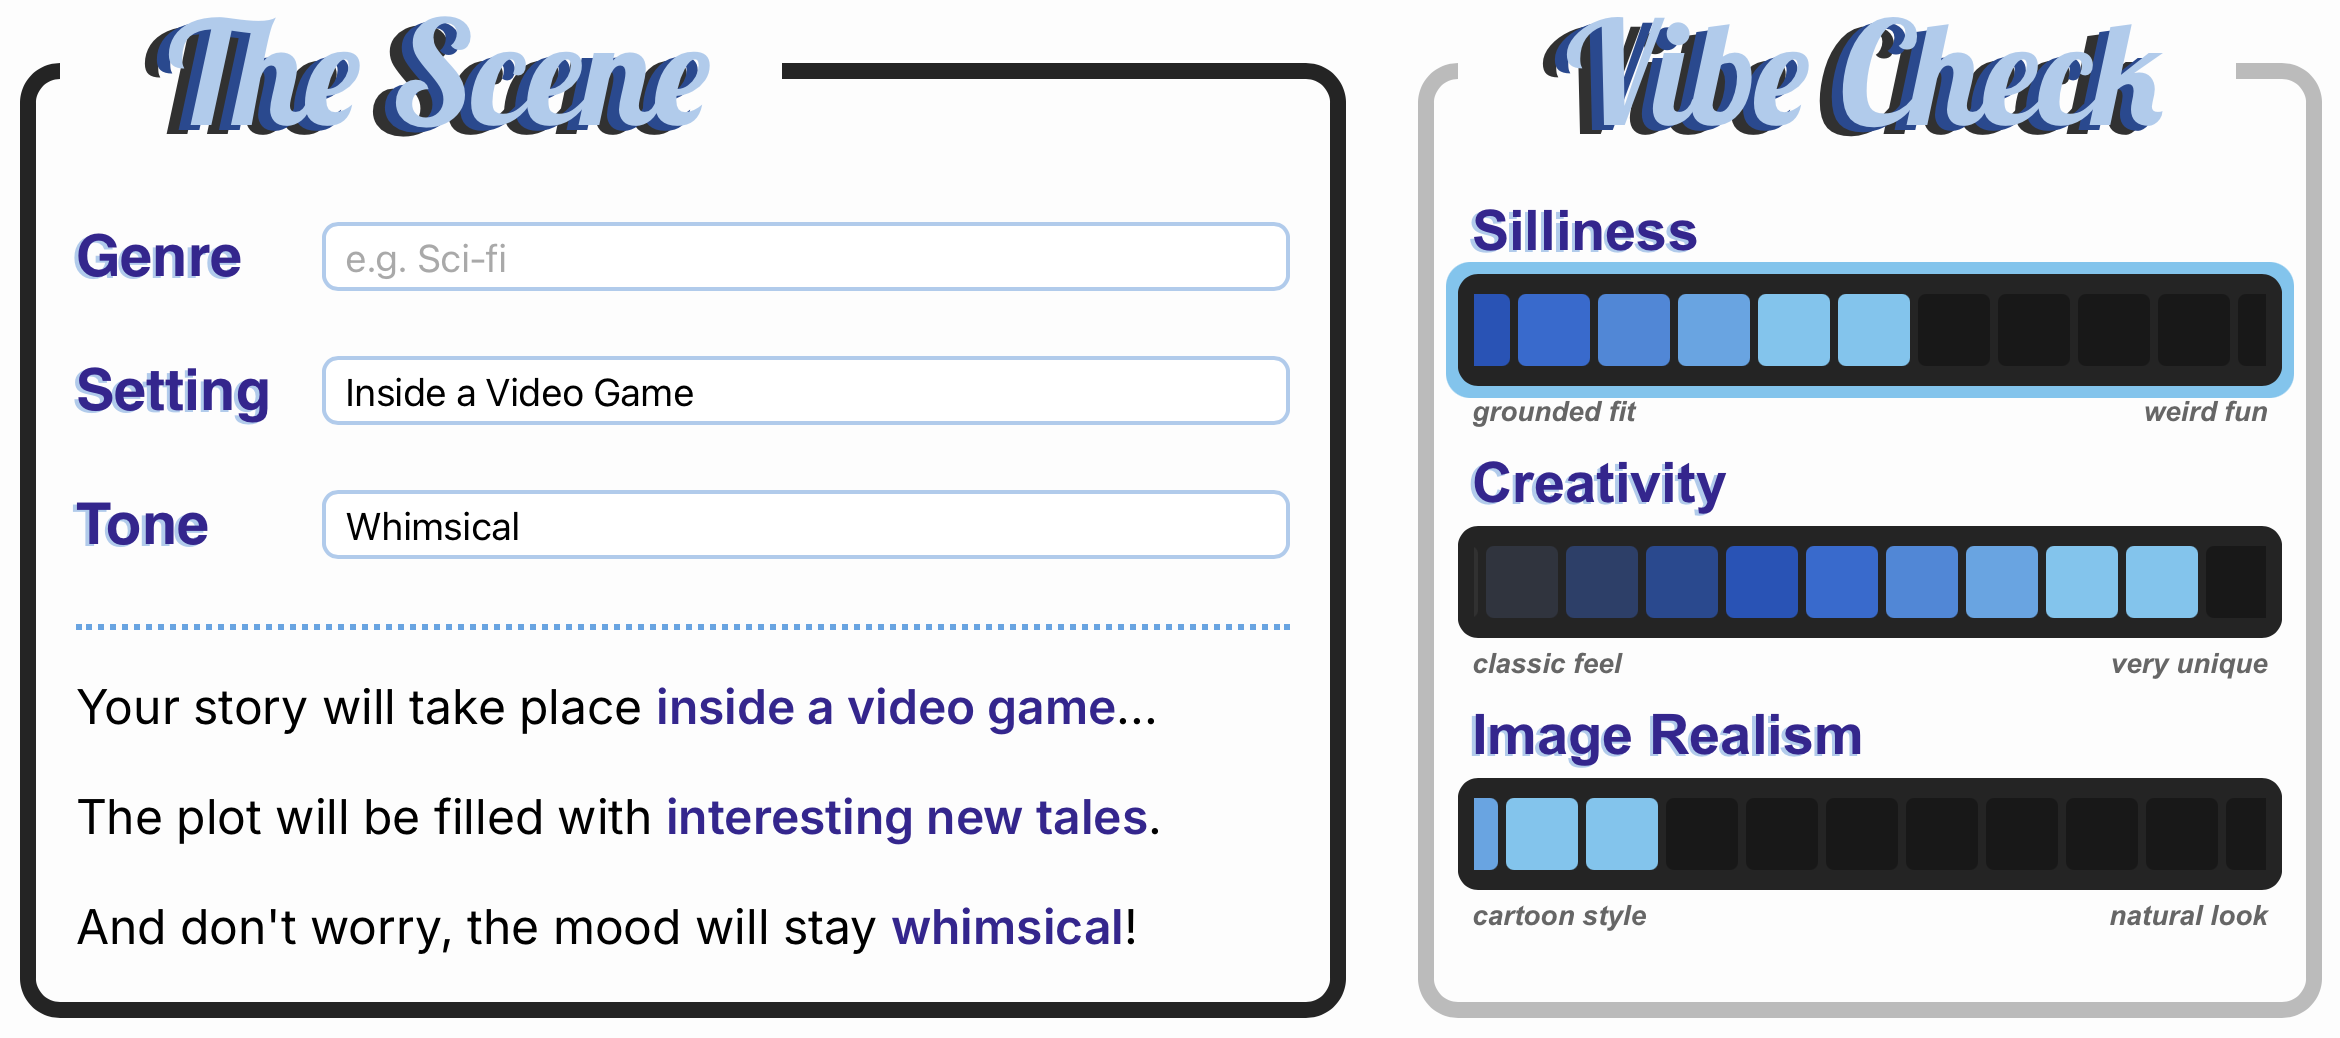 The Scene
Genre
e.g. Sci-fi
Setting
Inside a Video Game
Tone
Whimsical
Your story will take place inside a video game...
The plot will be filled with interesting new tales.
And don't worry, the mood will stay whimsical!
Vibe Check
Silliness
grounded fit
weird fun
Creativity
classic feel
very unique
Image Realism
cartoon style
natural look